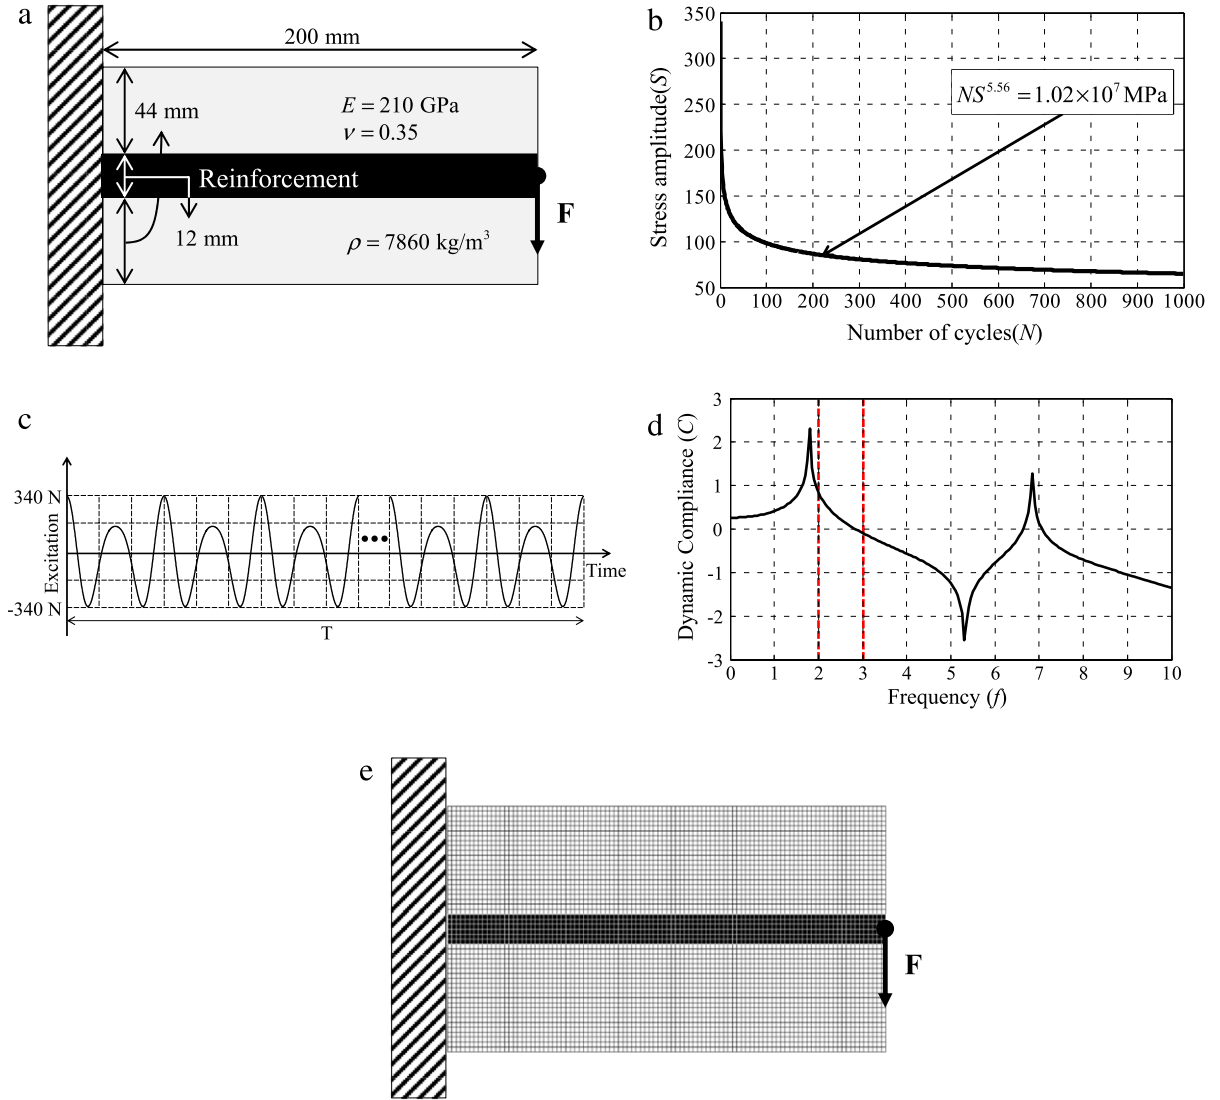 a
200 mm
44 mm
E = 210 GPa
ν = 0.35
Reinforcement
F
12 mm
ρ = 7860 kg/m³
b
Stress amplitude(S)
350
300
250
200
150
100
50
NS^5.56 = 1.02×10^7 MPa
0 100 200 300 400 500 600 700 800 900 1000
Number of cycles(N)
c
Excitation
340 N
-340 N
Time
T
d
Dynamic Compliance (C)
3
2
1
0
-1
-2
-3
0 1 2 3 4 5 6 7 8 9 10
Frequency (f)
e
F